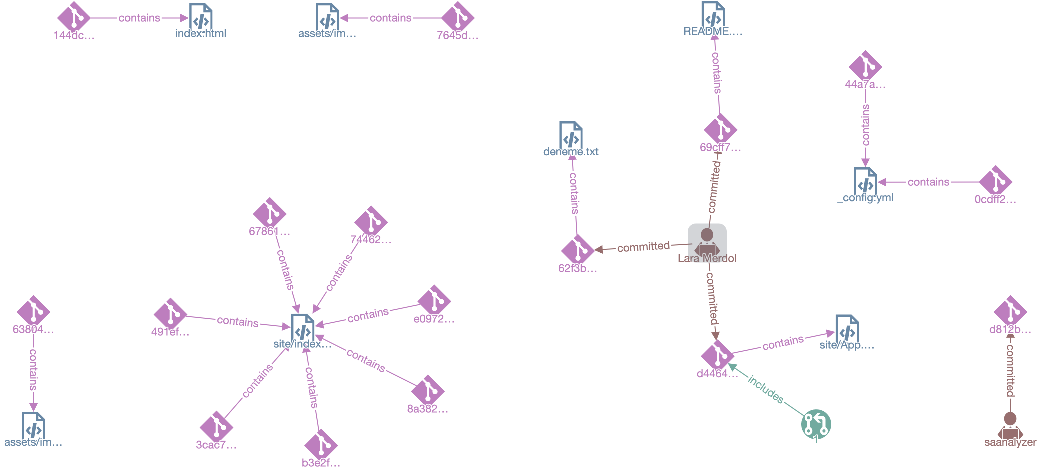 contains
144dc...
index.html
contains
assets/im...
7645d...
README....
contains
44a7a...
contains
69cff7...
deneme.txt
contains
committed
_config.yml
contains
0cdff2...
67861...
74462...
contains
contains
62f3b...
committed
Lara Merdol
63804...
contains
assets/im...
491ef...
contains
site/index...
contains
e0972...
contains
8a382...
contains
3cac7...
contains
b3e2f...
committed
d4464...
contains
site/App....
includes
1
d812b...
committed
saanalyzer